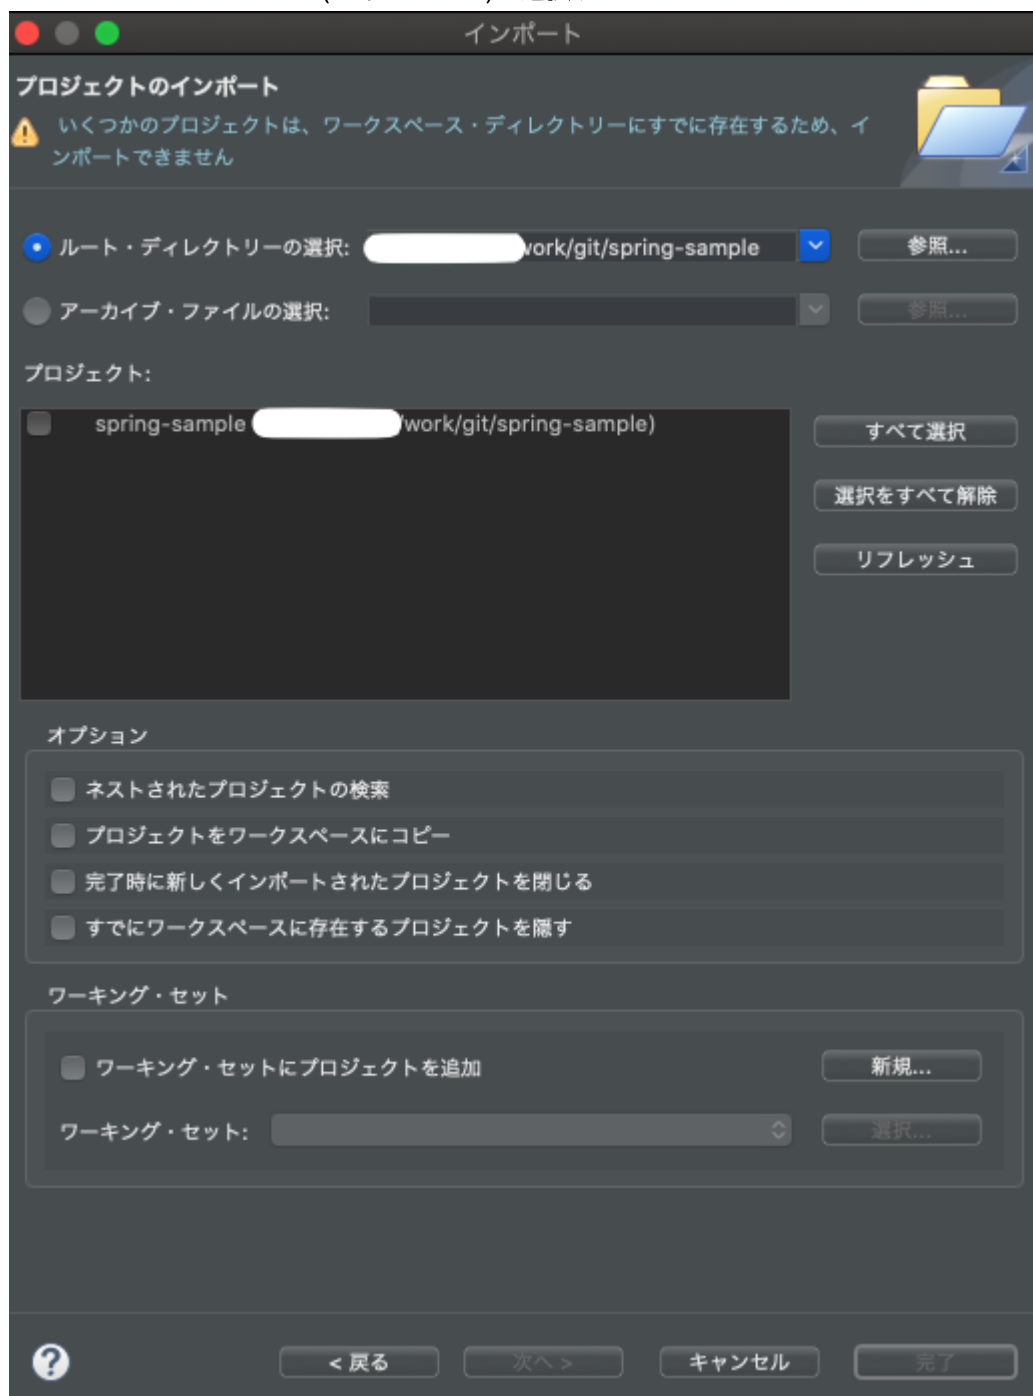 インポート
プロジェクトのインポート
いくつかのプロジェクトは、ワークスペース・ディレクトリーにすでに存在するため、イ
ンポートできません
ルート・ディレクトリーの選択: work/git/spring-sample 参照...
アーカイブ・ファイルの選択: 参照...
プロジェクト:
spring-sample /work/git/spring-sample)
すべて選択
選択をすべて解除
リフレッシュ
オプション
ネストされたプロジェクトの検索
プロジェクトをワークスペースにコピー
完了時に新しくインポートされたプロジェクトを閉じる
すでにワークスペースに存在するプロジェクトを隠す
ワーキング・セット
ワーキング・セットにプロジェクトを追加 新規...
ワーキング・セット: 選択...
? < 戻る 次へ > キャンセル 完了